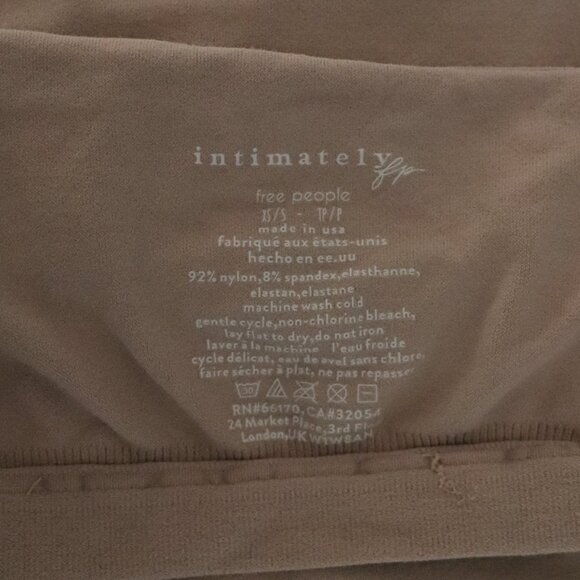 intimately
fp
free people
XS/S - TP/P
made in usa
fabriqué aux états-unis
hecho en ee.uu
92% nylon,8% spandex,elasthanne,
elastan,elastane
machine wash cold
gentle cycle,non-chlorine bleach,
lay flat to dry,do not iron
laver à la machine l'eau froide
cycle délicat, eau de avel sans chlore,
faire sécher à plat, ne pas repasser
30
RN#66170, CA#32054
24 Market Place,3rd Fl
London,UK W1W8AN